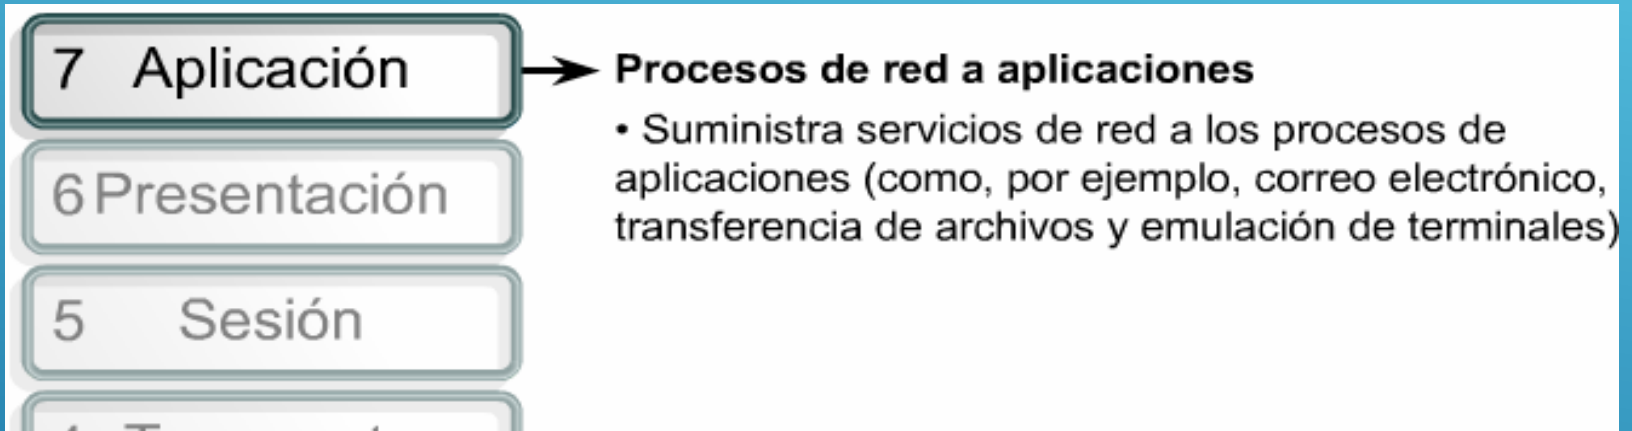 7 Aplicación
Procesos de red a aplicaciones
• Suministra servicios de red a los procesos de
aplicaciones (como, por ejemplo, correo electrónico,
transferencia de archivos y emulación de terminales)
6 Presentación
5 Sesión